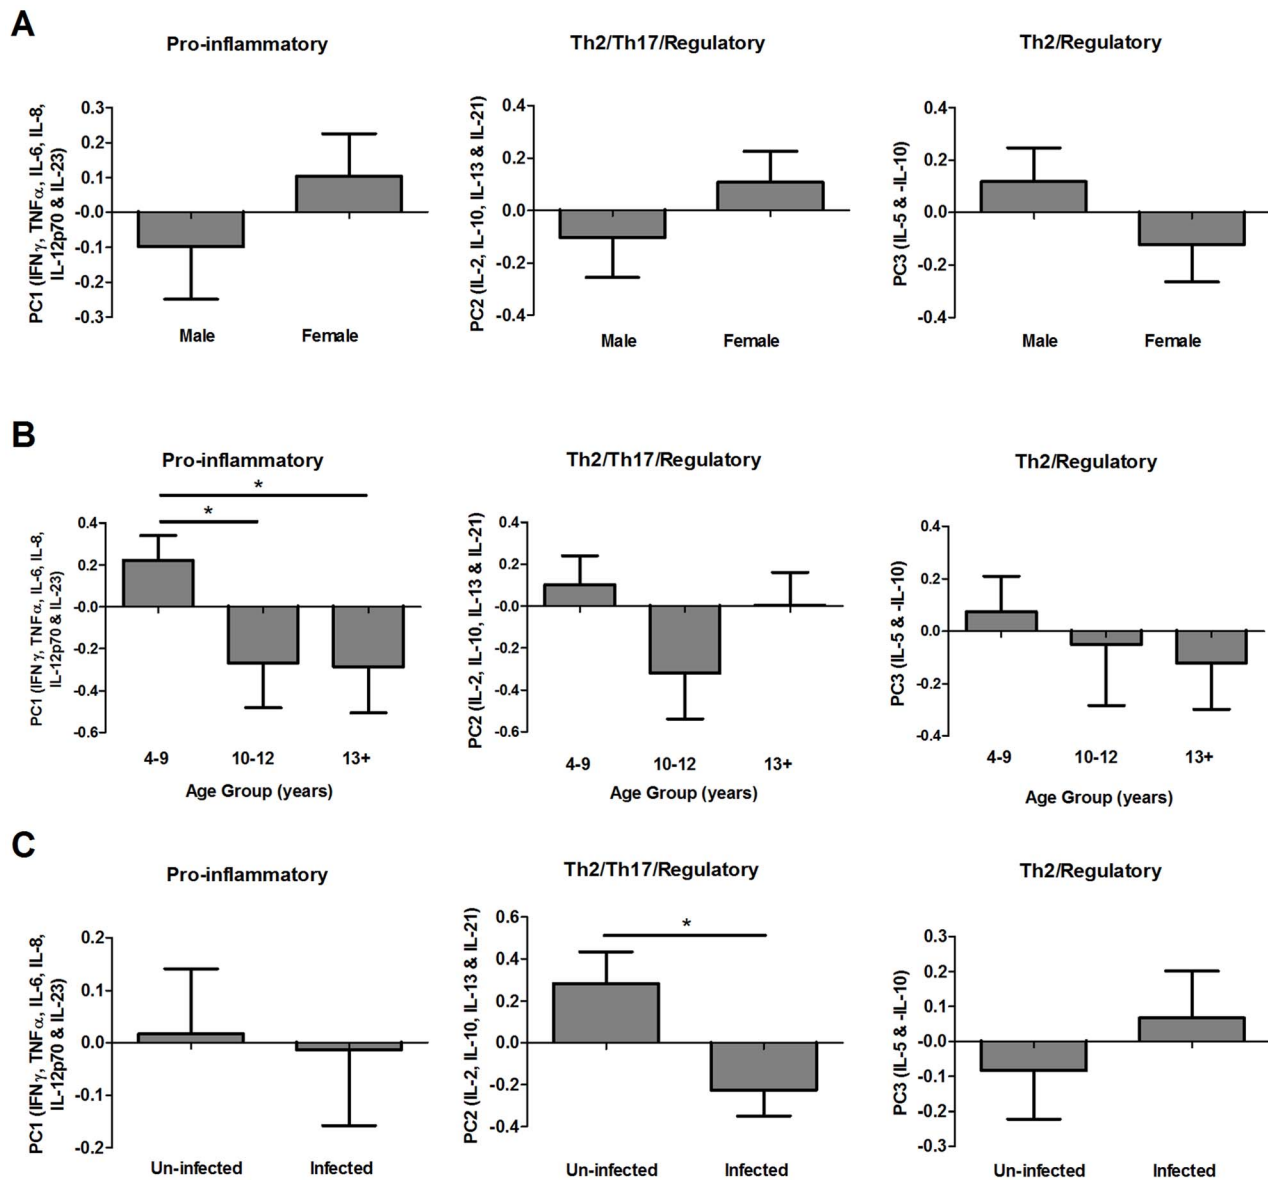 A
Pro-inflammatory
PC1 (IFNγ, TNFα, IL-6, IL-8,
IL-12p70 & IL-23)
0.3
0.2
0.1
-0.0
-0.1
-0.2
-0.3
Male Female
Th2/Th17/Regulatory
PC2 (IL-2, IL-10, IL-13 & IL-21)
0.4
0.2
0.0
-0.2
-0.4
Male Female
Th2/Regulatory
PC3 (IL-5 & -IL-10)
0.4
0.2
0.0
-0.2
-0.4
Male Female
B
Pro-inflammatory
PC1 (IFNγ, TNFα, IL-6, IL-8,
IL-12p70 & IL-23)
*
*
0.4
0.2
-0.0
-0.2
-0.4
-0.6
4-9 10-12 13+
Age Group (years)
Th2/Th17/Regulatory
PC2 (IL-2, IL-10, IL-13 & IL-21)
0.4
0.2
-0.0
-0.2
-0.4
-0.6
4-9 10-12 13+
Age Group (years)
Th2/Regulatory
PC3 (IL-5 & -IL-10)
0.4
0.2
0.0
-0.2
-0.4
4-9 10-12 13+
Age Group (years)
C
Pro-inflammatory
PC1 (IFNγ, TNFα, IL-6, IL-8,
IL-12p70 & IL-23)
0.2
0.1
0.0
-0.1
-0.2
Un-infected Infected
Th2/Th17/Regulatory
PC2 (IL-2, IL-10, IL-13 & IL-21)
*
0.6
0.4
0.2
0.0
-0.2
-0.4
Un-infected Infected
Th2/Regulatory
PC3 (IL-5 & -IL-10)
0.3
0.2
0.1
-0.0
-0.1
-0.2
-0.3
Un-infected Infected